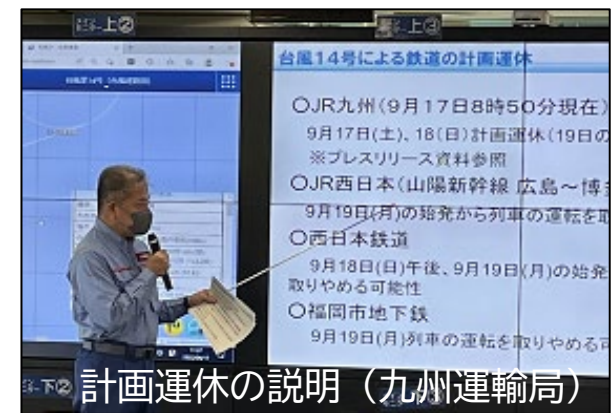 上②
上③
台風14号による鉄道の計画運休
〇JR九州(9月17日8時50分現在)
9月17日(土)、18(日)計画運休(19日の
※プレスリリース資料参照
〇JR西日本(山陽新幹線 広島～博多
9月19日(月)の始発から列車の運転を取
〇西日本鉄道
9月18日(日)午後、9月19日(月)の始発
取りやめる可能性
〇福岡市地下鉄
9月19日(月)列車の運転を取りやめる可
下②
計画運休の説明（九州運輸局）